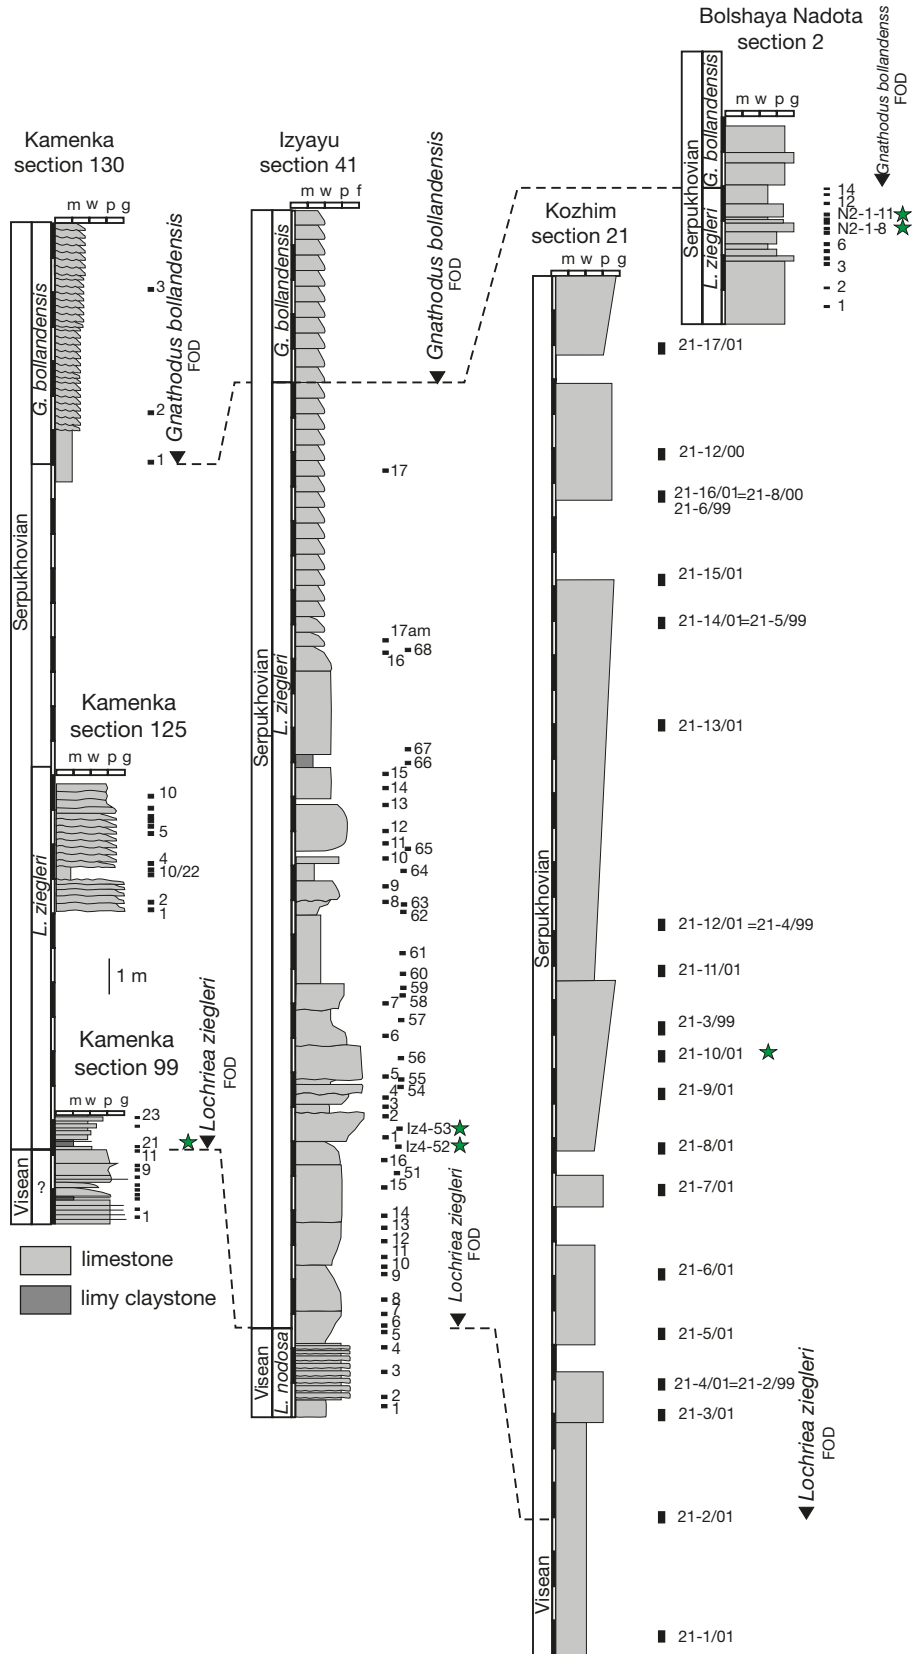 Bolshaya Nadota
section 2
m w p g
Gnathodus bollandenss
FOD
Serpukhovian
G. bollandensis
L. ziegleri
14
12
N2-1-11
N2-1-8
6
3
2
1
Kamenka
section 130
m w p g
Serpukhovian
G. bollandensis
3
2
1
Gnathodus bollandensis
FOD
Kamenka
section 125
m w p g
L. ziegleri
10
5
4
10/22
2
1
1 m
Kamenka
section 99
m w p g
Lochriea ziegleri
FOD
23
21
11
9
1
Visean
?
limestone
limy claystone
Izyayu
section 41
m w p f
Gnathodus bollandensis
FOD
Serpukhovian
G. bollandensis
L. ziegleri
17
17am
68
16
67
66
15
14
13
12
11
65
10
64
9
8
63
62
61
60
59
58
7
57
6
56
5
55
54
4
3
2
Iz4-53
1
Iz4-52
16
51
15
14
13
12
11
10
9
8
7
6
5
4
3
2
1
Visean
L. nodosa
Lochriea ziegleri
FOD
Kozhim
section 21
m w p g
Serpukhovian
Visean
21-17/01
21-12/00
21-16/01=21-8/00
21-6/99
21-15/01
21-14/01=21-5/99
21-13/01
21-12/01 =21-4/99
21-11/01
21-3/99
21-10/01
21-9/01
21-8/01
21-7/01
21-6/01
21-5/01
21-4/01=21-2/99
21-3/01
21-2/01
21-1/01
Lochriea ziegleri
FOD